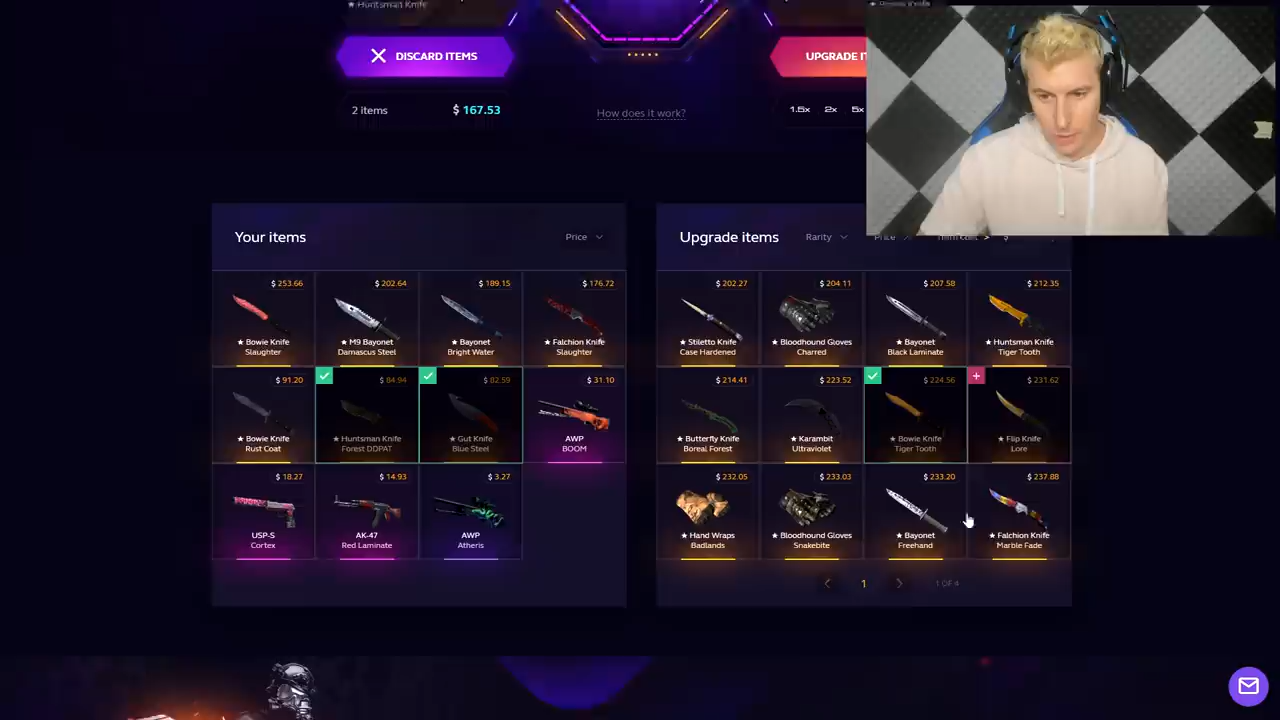 ★ Huntsman Knife
DISCARD ITEMS
UPGRADE IT
2 items
$ 167.53
How does it work?
1.5x 2x 5x
Your items
Price
Upgrade items
Rarity
Price
$
$ 253.66
★ Bowie Knife
Slaughter
$ 202.64
★ M9 Bayonet
Damascus Steel
$ 189.15
★ Bayonet
Bright Water
$ 176.72
★ Falchion Knife
Slaughter
$ 202.27
★ Stiletto Knife
Case Hardened
$ 204.11
★ Bloodhound Gloves
Charred
$ 207.58
★ Bayonet
Black Laminate
$ 212.35
★ Huntsman Knife
Tiger Tooth
$ 91.20
★ Bowie Knife
Rust Coat
$ 84.94
★ Huntsman Knife
Forest DDPAT
$ 82.59
★ Gut Knife
Blue Steel
$ 31.10
AWP
BOOM
$ 214.41
★ Butterfly Knife
Boreal Forest
$ 223.52
★ Karambit
Ultraviolet
$ 224.56
★ Bowie Knife
Tiger Tooth
$ 231.62
★ Flip Knife
Lore
$ 18.27
USP-S
Cortex
$ 14.93
AK-47
Red Laminate
$ 3.27
AWP
Atheris
$ 232.05
★ Hand Wraps
Badlands
$ 233.03
★ Bloodhound Gloves
Snakebite
$ 233.20
★ Bayonet
Freehand
$ 237.88
★ Falchion Knife
Marble Fade
1
1 OF 4